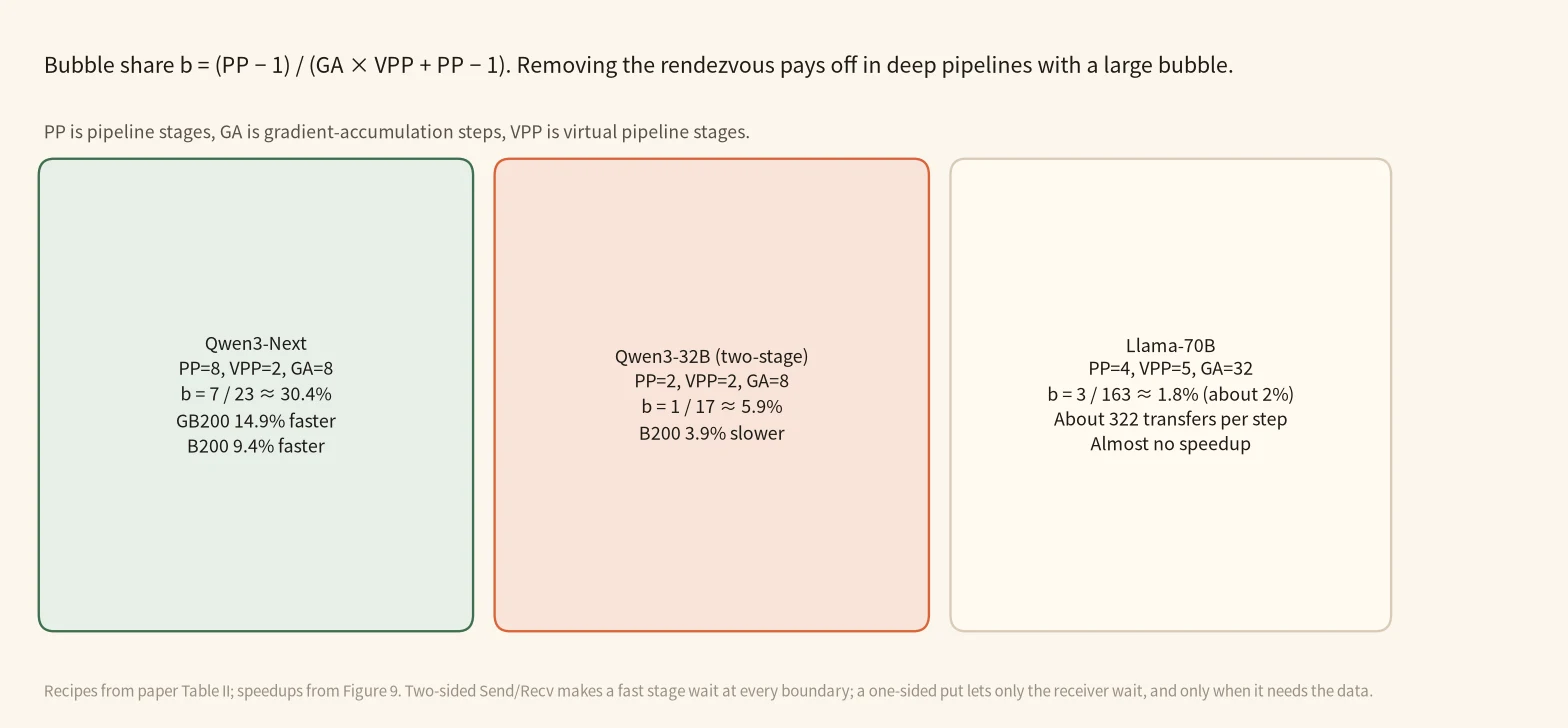 Bubble share b = (PP − 1) / (GA × VPP + PP − 1). Removing the rendezvous pays off in deep pipelines with a large bubble.
PP is pipeline stages, GA is gradient-accumulation steps, VPP is virtual pipeline stages.
Qwen3-Next
PP=8, VPP=2, GA=8
b = 7 / 23 ≈ 30.4%
GB200 14.9% faster
B200 9.4% faster
Qwen3-32B (two-stage)
PP=2, VPP=2, GA=8
b = 1 / 17 ≈ 5.9%
B200 3.9% slower
Llama-70B
PP=4, VPP=5, GA=32
b = 3 / 163 ≈ 1.8% (about 2%)
About 322 transfers per step
Almost no speedup
Recipes from paper Table II; speedups from Figure 9. Two-sided Send/Recv makes a fast stage wait at every boundary; a one-sided put lets only the receiver wait, and only when it needs the data.